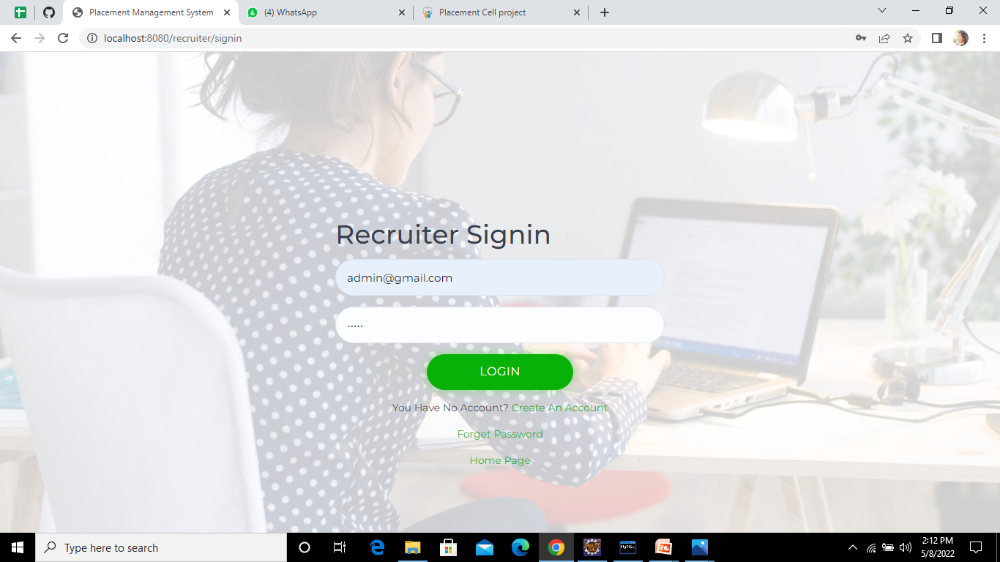 Placement Management System
(4) WhatsApp
Placement Cell project
localhost:8080/recruiter/signin
Recruiter Signin
admin@gmail.com
LOGIN
You Have No Account? Create An Account
Forget Password
Home Page
Type here to search
2:12 PM
5/8/2022